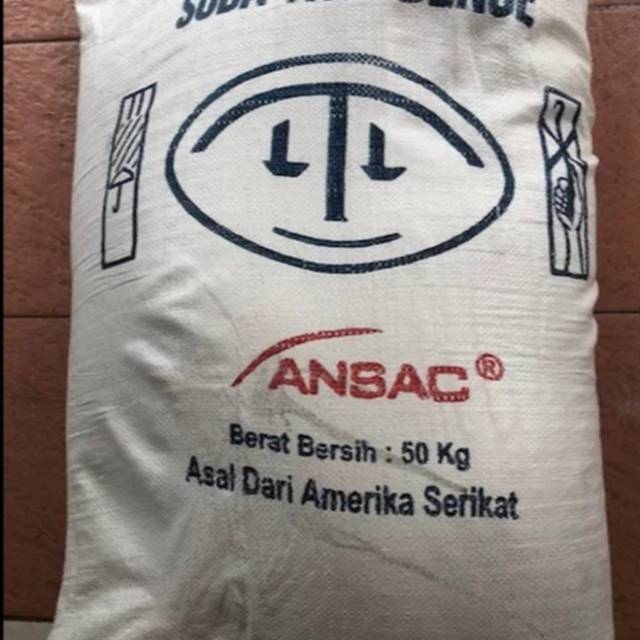 SODA
ANSAC®
Berat Bersih : 50 Kg
Asal Dari Amerika Serikat